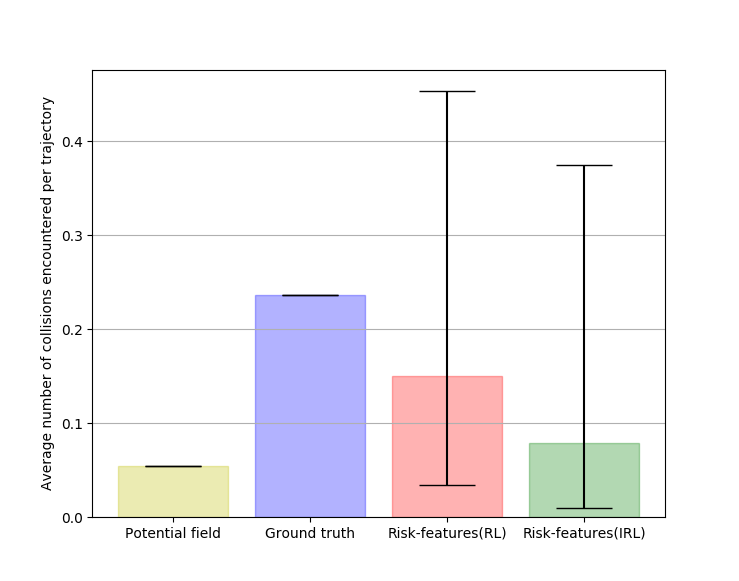 Average number of collisions encountered per trajectory
0.4
0.3
0.2
0.1
0.0
Potential field Ground truth Risk-features(RL) Risk-features(IRL)